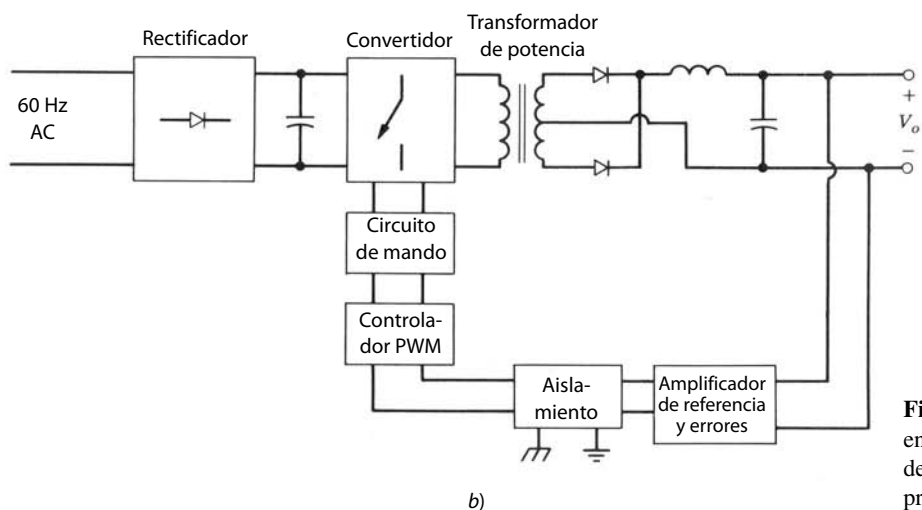 Transformador
de potencia
Rectificador
Convertidor
60 Hz
AC
+
Vo
−
Circuito
de mando
Controla-
dor PWM
Aisla-
miento
Amplificador
de referencia
y errores
b)
Fi
en
de
pr